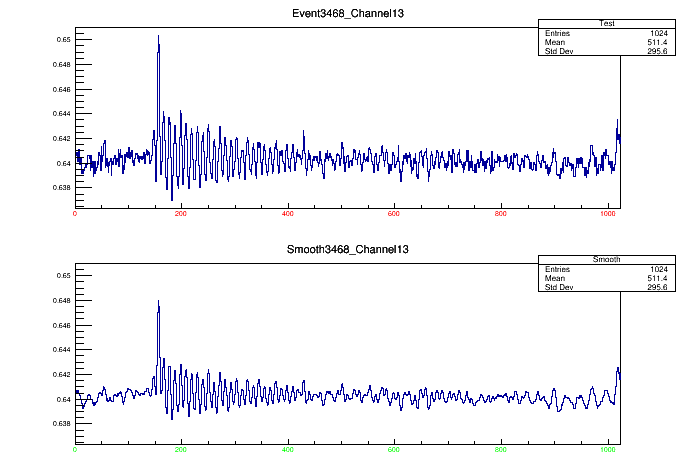 Event3468_Channel13
Test
Entries 1024
Mean 511.4
Std Dev 295.6
0.65
0.648
0.646
0.644
0.642
0.64
0.638
0 200 400 600 800 1000
Smooth3468_Channel13
Smooth
Entries 1024
Mean 511.4
Std Dev 295.6
0.65
0.648
0.646
0.644
0.642
0.64
0.638
0 200 400 600 800 1000